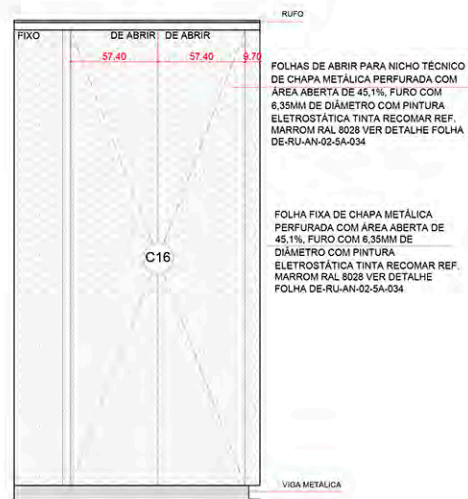 RUFO
FIXO DE ABRIR DE ABRIR
57.40 57.40 9.70
FOLHAS DE ABRIR PARA NICHO TÉCNICO
DE CHAPA METÁLICA PERFURADA COM
ÁREA ABERTA DE 45,1%, FURO COM
6,35MM DE DIÂMETRO COM PINTURA
ELETROSTÁTICA TINTA RECOMAR REF.
MARROM RAL 8028 VER DETALHE FOLHA
DE-RU-AN-02-5A-034
FOLHA FIXA DE CHAPA METÁLICA
PERFURADA COM ÁREA ABERTA DE
45,1%, FURO COM 6,35MM DE
DIÂMETRO COM PINTURA
ELETROSTÁTICA TINTA RECOMAR REF.
MARROM RAL 8028 VER DETALHE
FOLHA DE-RU-AN-02-5A-034
C16
VIGA METÁLICA